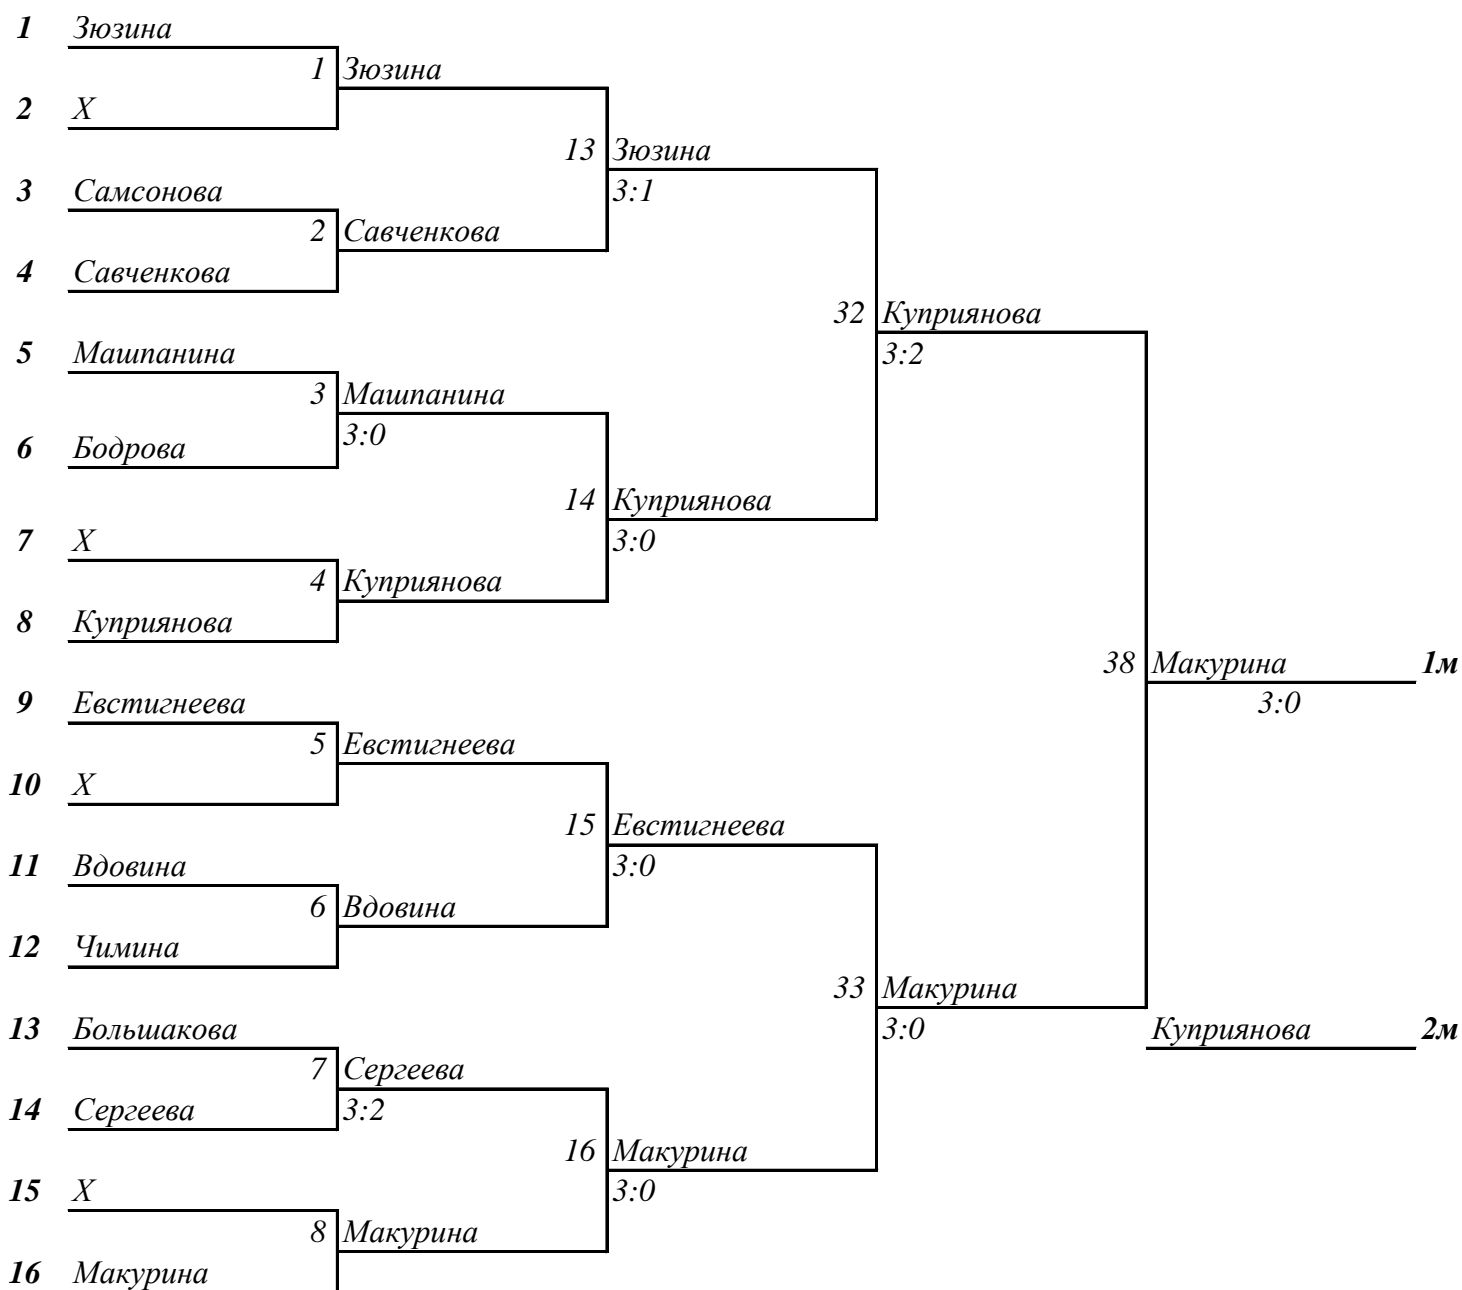 1 Зюзина
1 Зюзина
2 X
13 Зюзина
3 Самсонова
3:1
2 Савченкова
4 Савченкова
32 Куприянова
5 Машпанина
3:2
3 Машпанина
6 Бодрова
3:0
14 Куприянова
7 X
3:0
4 Куприянова
8 Куприянова
38 Макурина 1м
9 Евстигнеева
3:0
5 Евстигнеева
10 X
15 Евстигнеева
11 Вдовина
3:0
6 Вдовина
12 Чимина
33 Макурина
13 Большакова
3:0
Куприянова 2м
7 Сергеева
14 Сергеева
3:2
16 Макурина
15 X
3:0
8 Макурина
16 Макурина